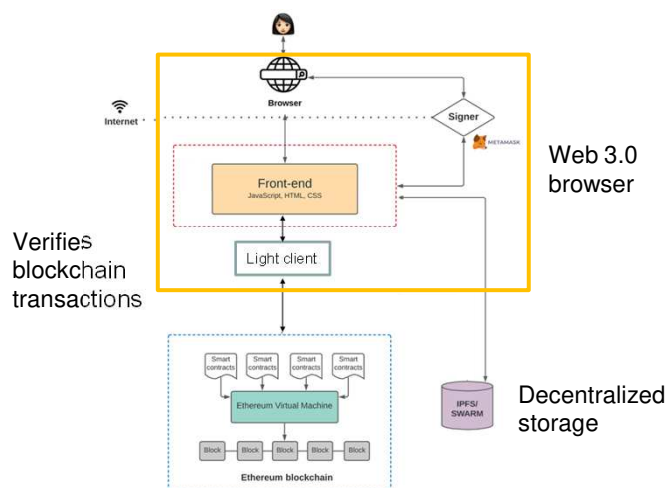 Browser
Internet
Signer
METAMASK
Web 3.0
browser
Front-end
JavaScript, HTML, CSS
Verifies
blockchain
transactions
Light client
Smart
contracts
Smart
contracts
Smart
contracts
Smart
contracts
Ethereum Virtual Machine
IPFS/
SWARM
Decentralized
storage
Block
Block
Block
Block
Block
Ethereum blockchain